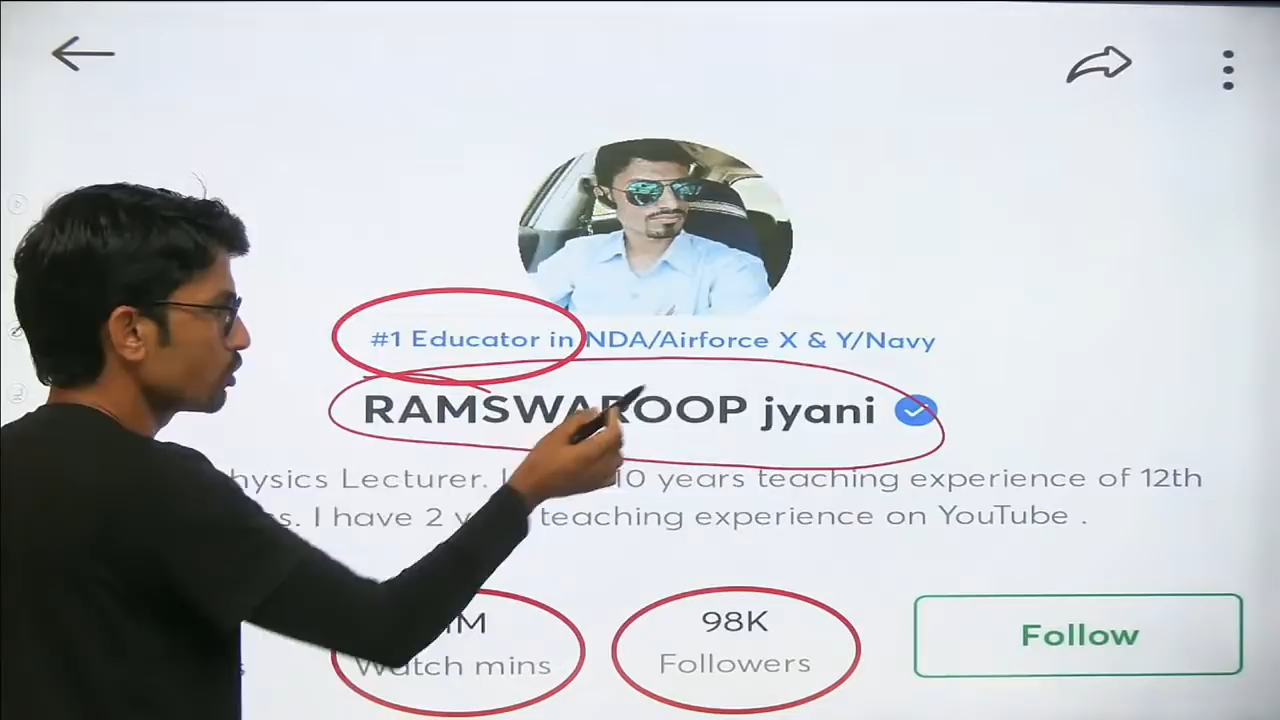 #1 Educator in NDA/Airforce X & Y/Navy
RAMSWAROOP jyani
hysics Lecturer. 10 years teaching experience of 12th
s. I have 2 teaching experience on YouTube .
M 98K Follow
Watch mins Followers